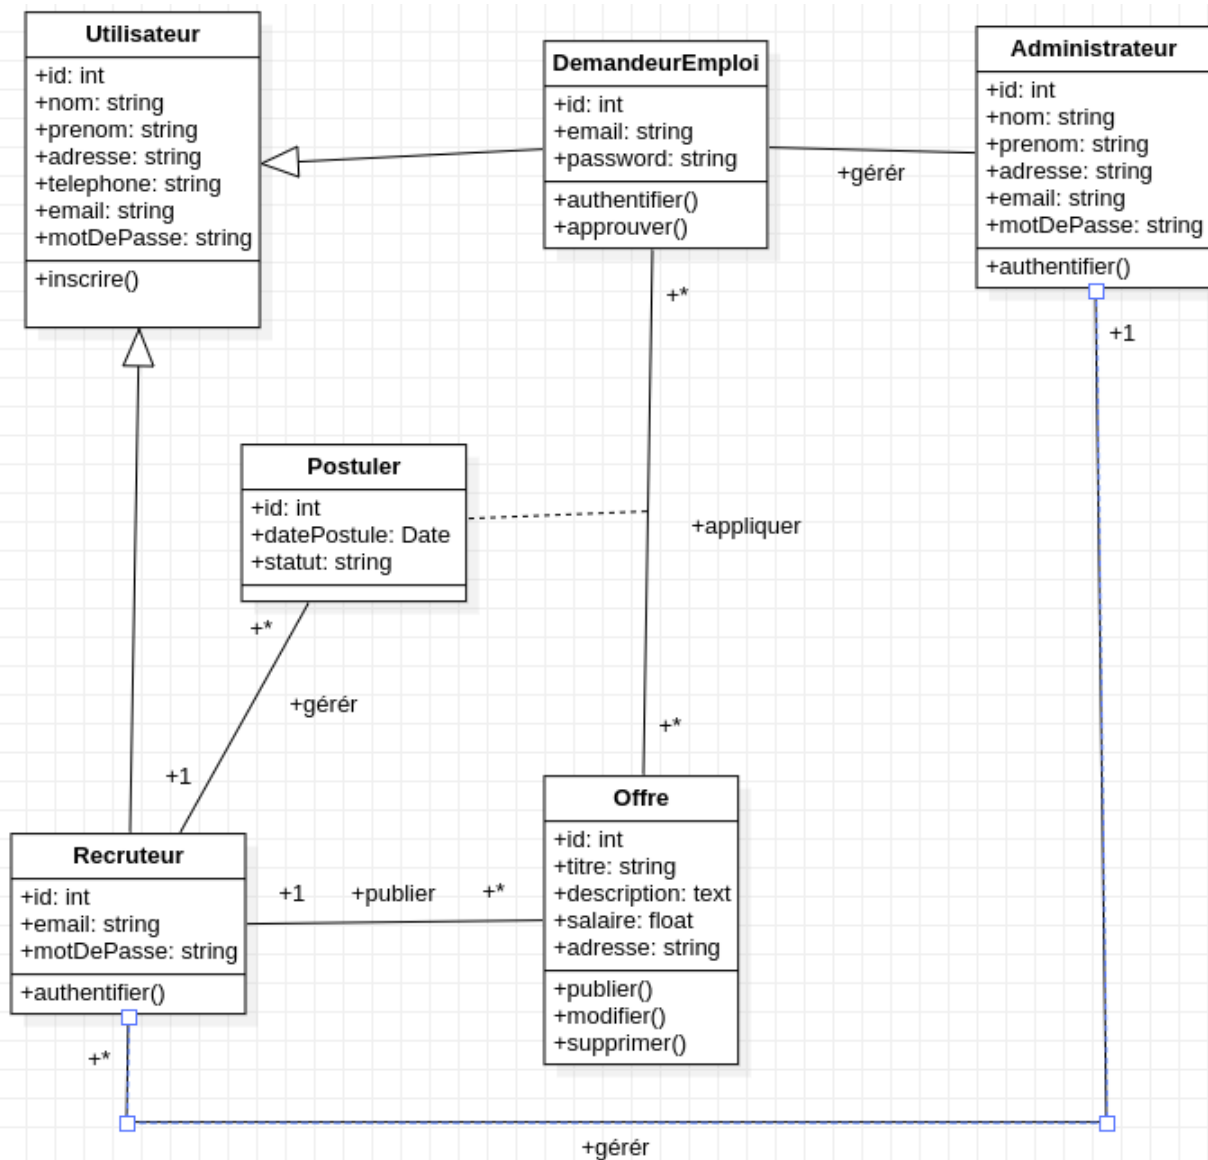 Utilisateur
+id: int
+nom: string
+prenom: string
+adresse: string
+telephone: string
+email: string
+motDePasse: string
+inscrire()
DemandeurEmploi
+id: int
+email: string
+password: string
+authentifier()
+approuver()
Administrateur
+id: int
+nom: string
+prenom: string
+adresse: string
+email: string
+motDePasse: string
+authentifier()
+gérér
+*
+1
Postuler
+id: int
+datePostule: Date
+statut: string
+appliquer
+*
+gérér
+1
+*
Recruteur
+id: int
+email: string
+motDePasse: string
+authentifier()
+1
+publier
+*
Offre
+id: int
+titre: string
+description: text
+salaire: float
+adresse: string
+publier()
+modifier()
+supprimer()
+*
+gérér